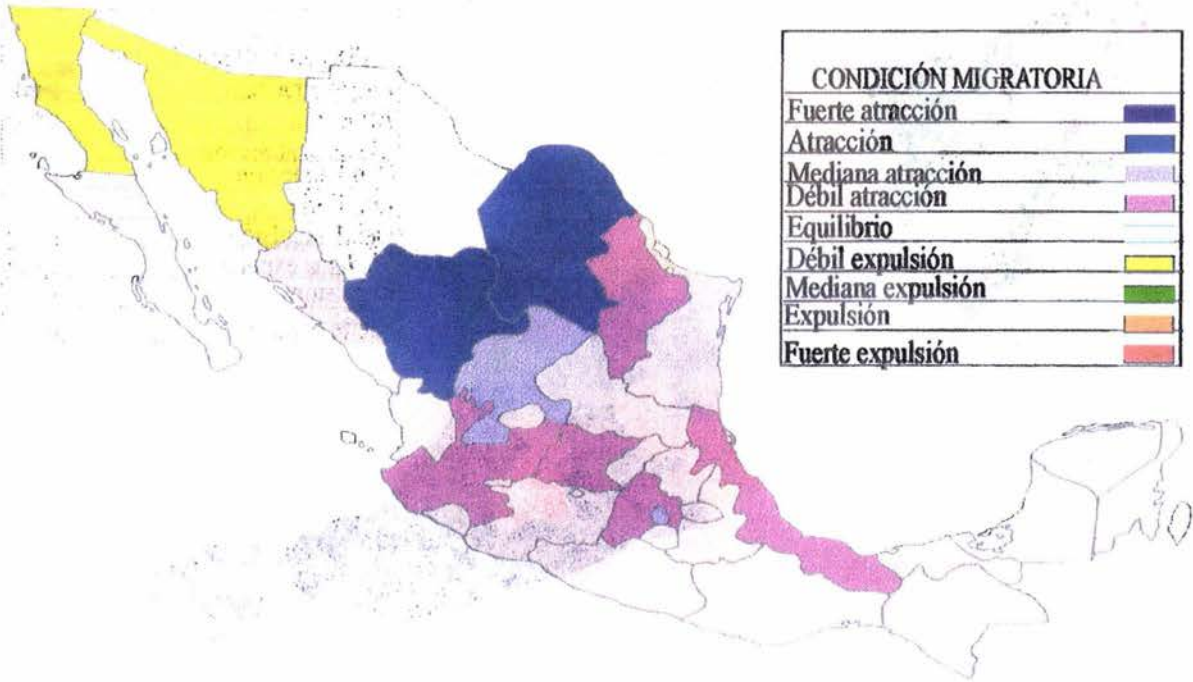 CONDICIÓN MIGRATORIA
Fuerte atracción
Atracción
Mediana atracción
Débil atracción
Equilibrio
Débil expulsión
Mediana expulsión
Expulsión
Fuerte expulsión